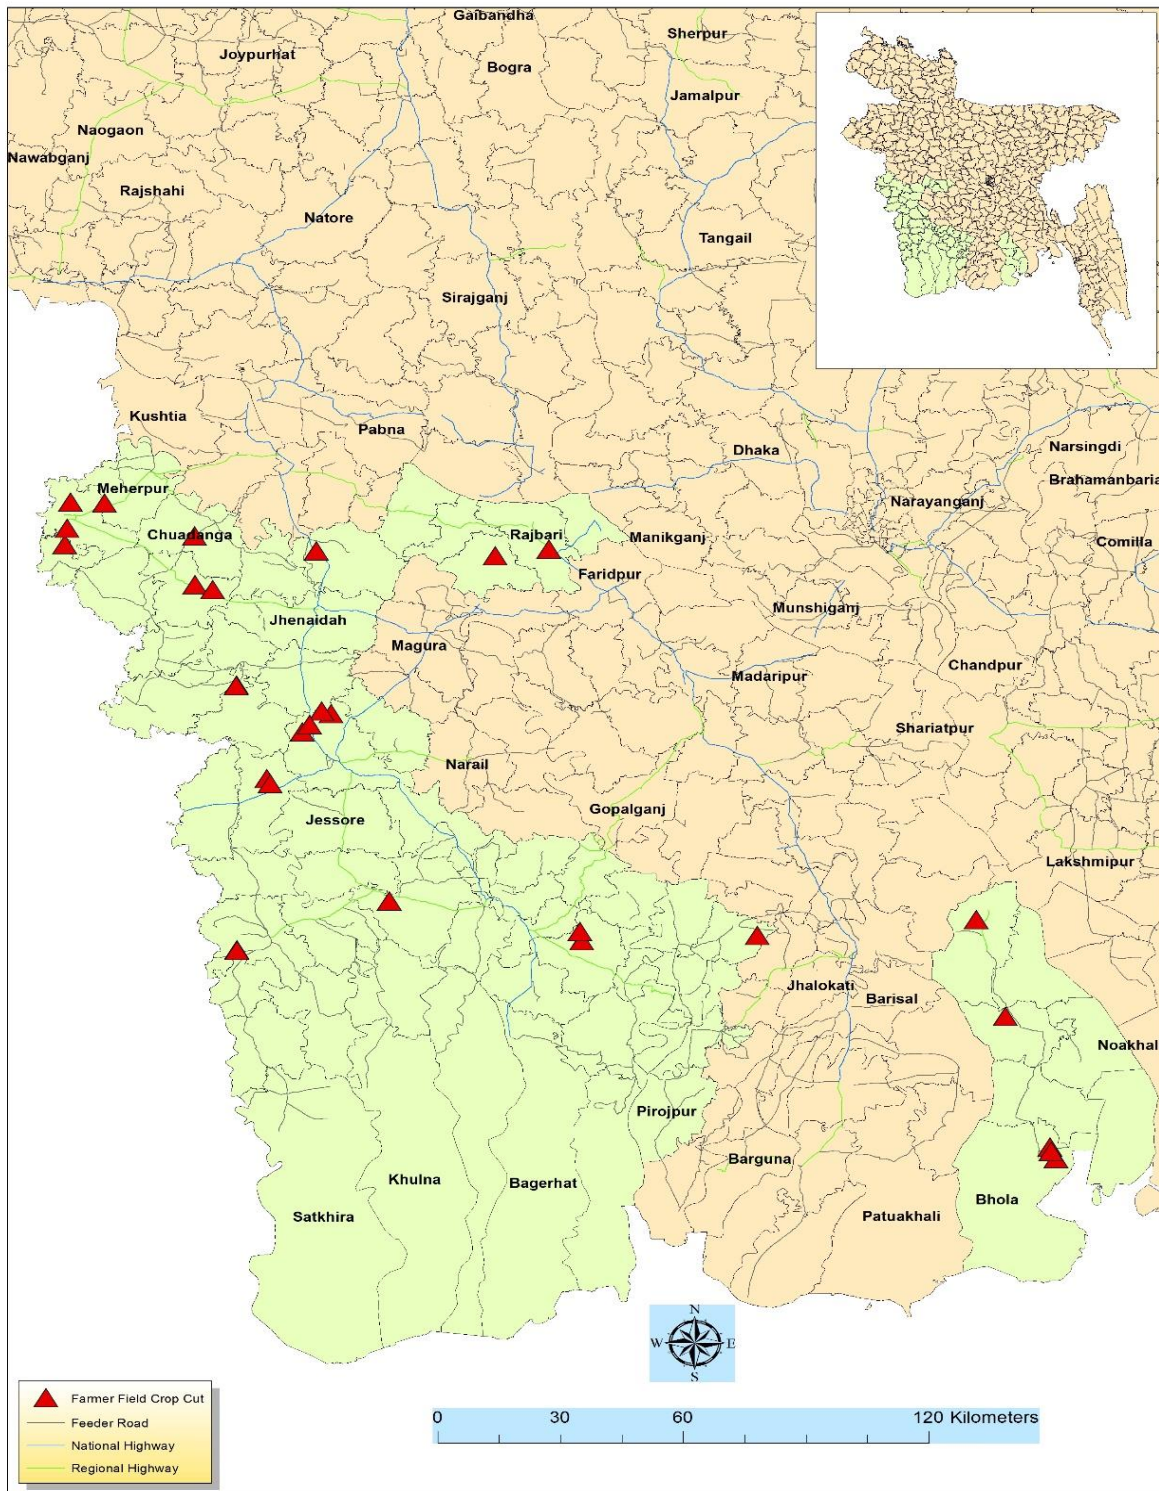 Gaibandha
Sherpur
Joypurhat
Bogra
Jamalpur
Naogaon
Nawabganj
Rajshahi
Natore
Tangail
Sirajganj
Kushtia
Pabna
Dhaka
Narsingdi
Brahamanbaria
Meherpur
Narayanganj
Chuadanga
Rajbari
Manikganj
Comilla
Faridpur
Munshiganj
Jhenaidah
Magura
Chandpur
Madaripur
Shariatpur
Narail
Gopalganj
Jessore
Lakshmipur
Jhalokati
Barisal
Noakhal
Pirojpur
Barguna
Khulna
Bagerhat
Bhola
Satkhira
Patuakhali
N
W E
S
Farmer Field Crop Cut
Feeder Road
National Highway
Regional Highway
0 30 60 120 Kilometers